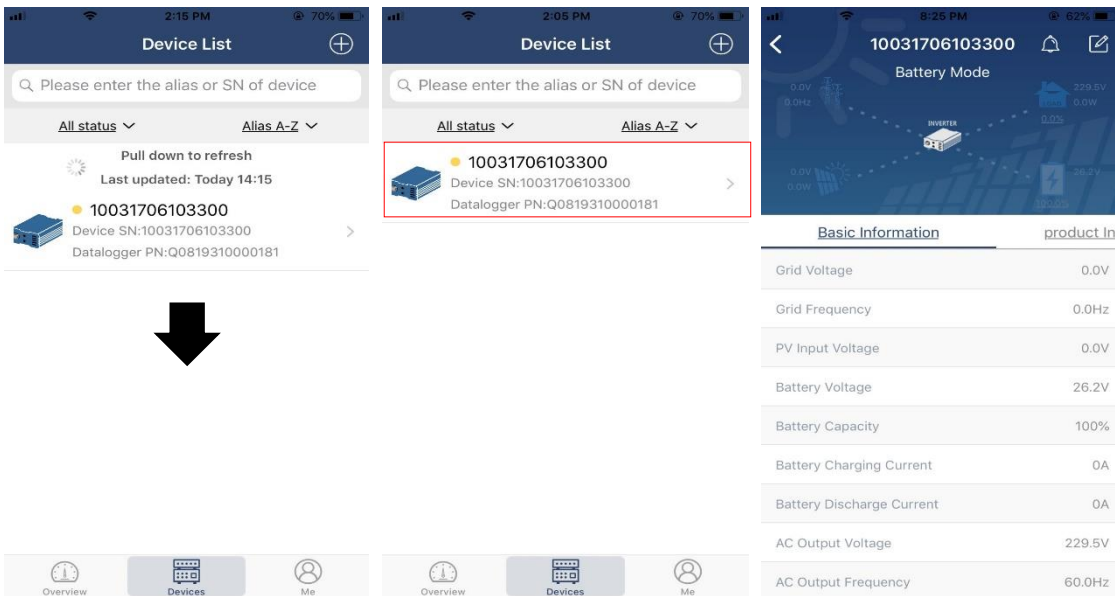 2:15 PM
70%
Device List
Please enter the alias or SN of device
All status
Alias A-Z
Pull down to refresh
Last updated: Today 14:15
10031706103300
Device SN:10031706103300
Datalogger PN:Q0819310000181
Overview
Devices
Me
2:05 PM
70%
Device List
Please enter the alias or SN of device
All status
Alias A-Z
10031706103300
Device SN:10031706103300
Datalogger PN:Q0819310000181
Overview
Devices
Me
8:25 PM
62%
10031706103300
Battery Mode
0.0V
0.0Hz
229.5V
0.0W
0.0%
INVERTER
0.0V
0.0W
26.2V
100.0%
Basic Information
product In
Grid Voltage 0.0V
Grid Frequency 0.0Hz
PV Input Voltage 0.0V
Battery Voltage 26.2V
Battery Capacity 100%
Battery Charging Current 0A
Battery Discharge Current 0A
AC Output Voltage 229.5V
AC Output Frequency 60.0Hz